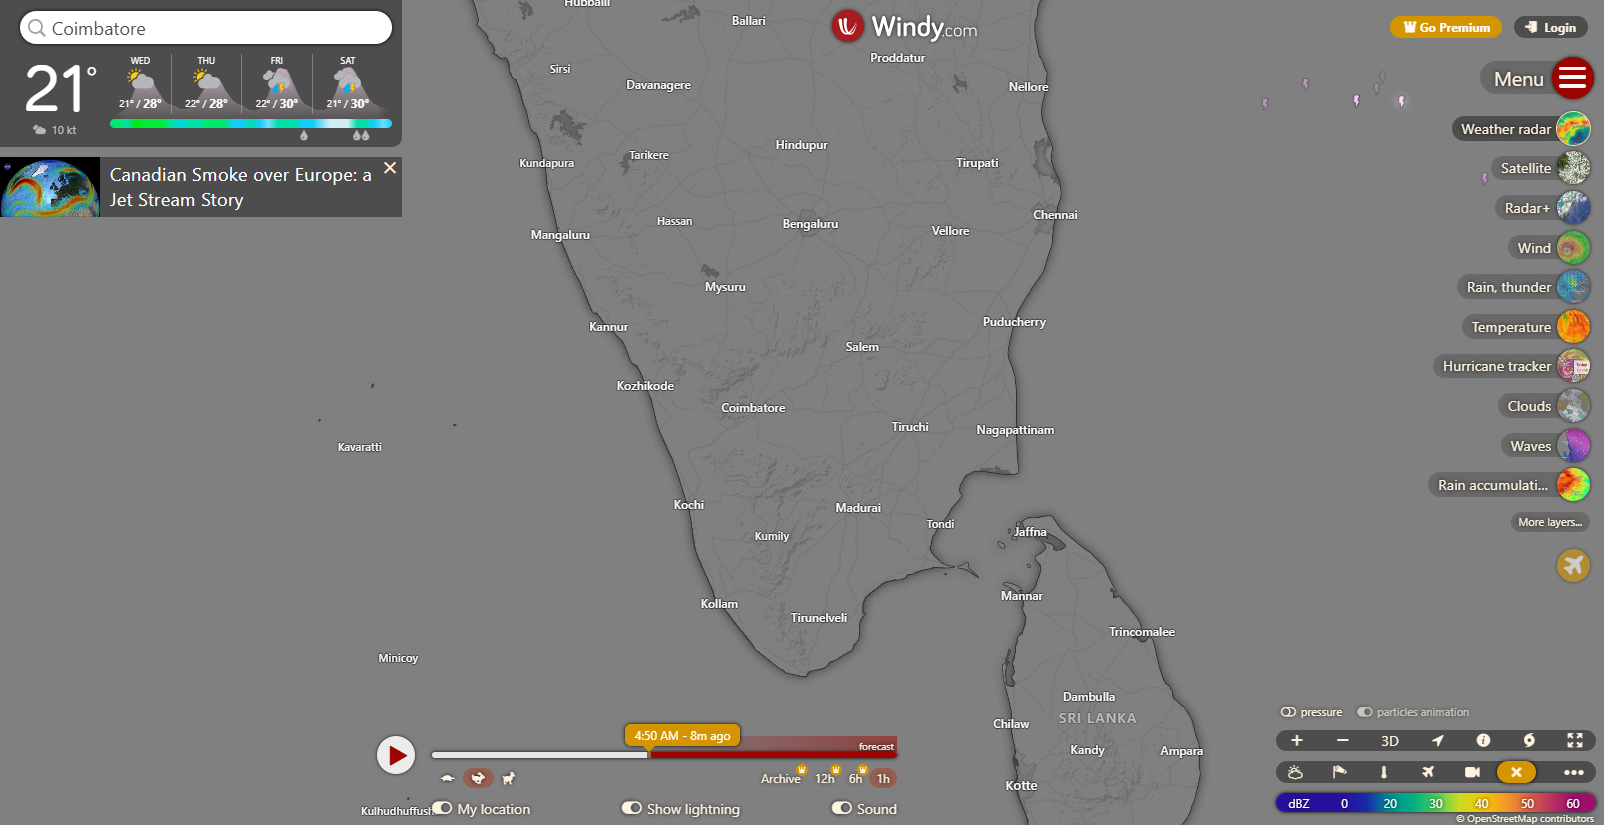 Coimbatore
21°
10 kt
WED THU FRI SAT
21° / 28° 22° / 28° 22° / 30° 21° / 30°
Canadian Smoke over Europe: a
Jet Stream Story
Windy.com
Go Premium
Login
Menu
Weather radar
Satellite
Radar+
Wind
Rain, thunder
Temperature
Hurricane tracker
Clouds
Waves
Rain accumulati...
More layers...
Hubballi
Ballari
Proddatur
Sirsi
Davanagere
Nellore
Hindupur
Kundapura
Tarikere
Tirupati
Mangaluru
Hassan
Bengaluru
Vellore
Chennai
Mysuru
Kannur
Puducherry
Salem
Kozhikode
Coimbatore
Tiruchi
Nagapattinam
Kavaratti
Kochi
Madurai
Tondi
Jaffna
Kumily
Kollam
Tirunelveli
Mannar
Trincomalee
Minicoy
Dambulla
SRI LANKA
Chilaw
Kandy
Ampara
Kotte
Kulhudhuffush
4:50 AM - 8m ago
forecast
Archive 12h 6h 1h
My location
Show lightning
Sound
pressure
particles animation
+ − 3D
dBZ 0 20 30 40 50 60
© OpenStreetMap contributors